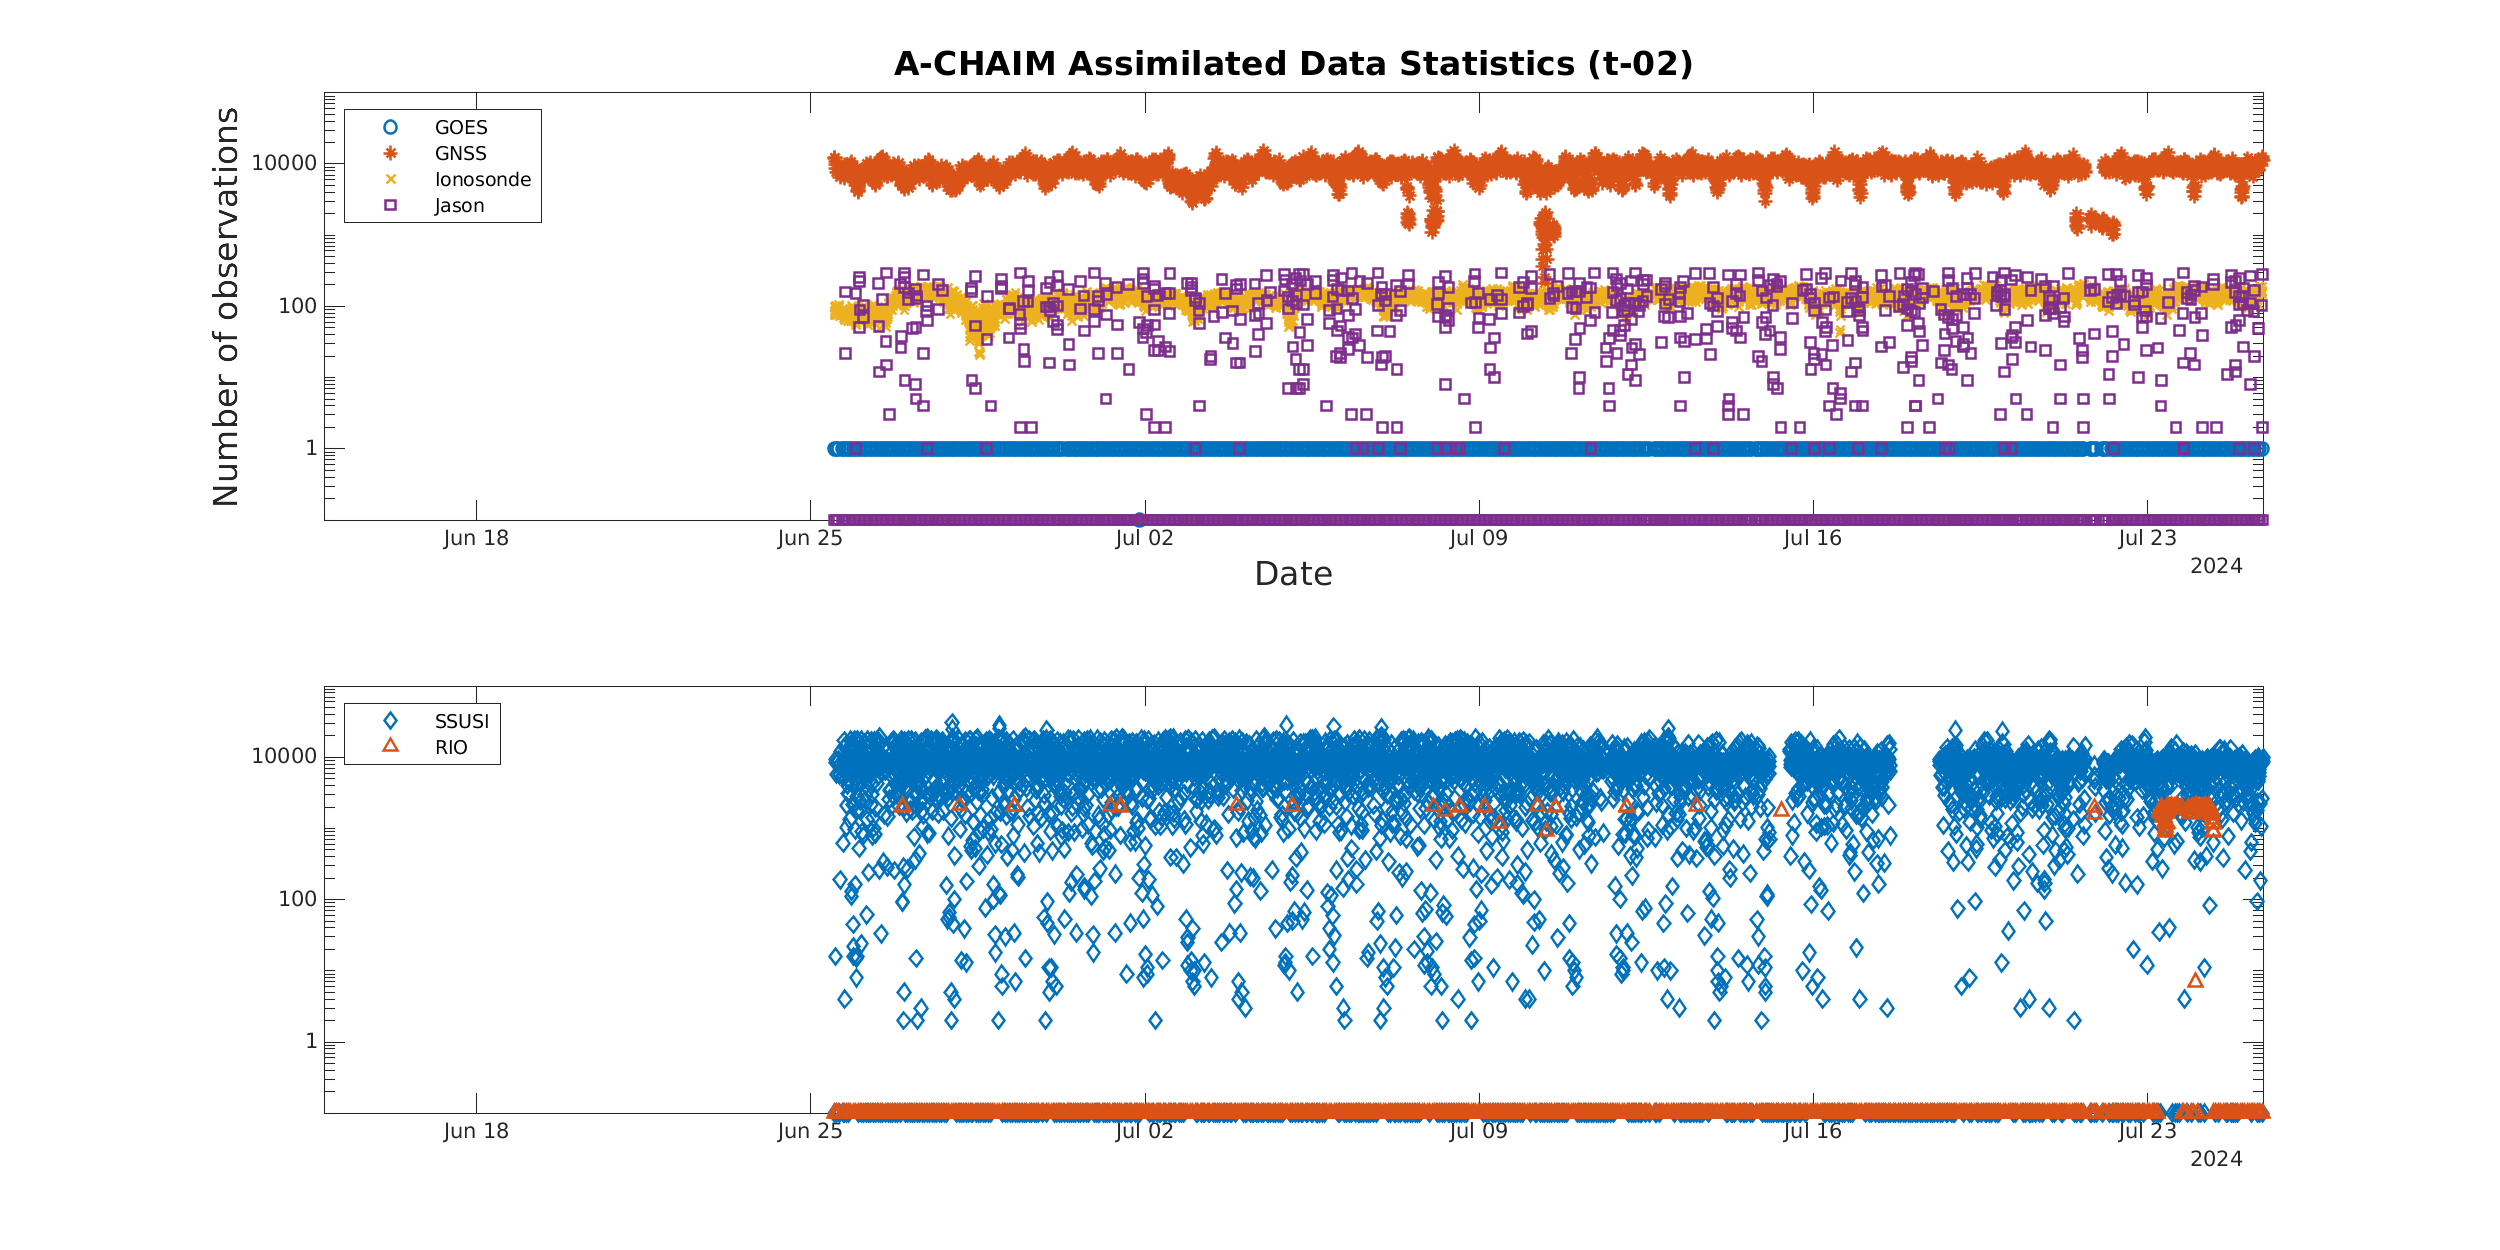 A-CHAIM Assimilated Data Statistics (t-02)
Number of observations
10000
100
1
GOES
GNSS
Ionosonde
Jason
Jun 18
Jun 25
Jul 02
Jul 09
Jul 16
Jul 23
2024
Date
10000
100
1
SSUSI
RIO
Jun 18
Jun 25
Jul 02
Jul 09
Jul 16
Jul 23
2024